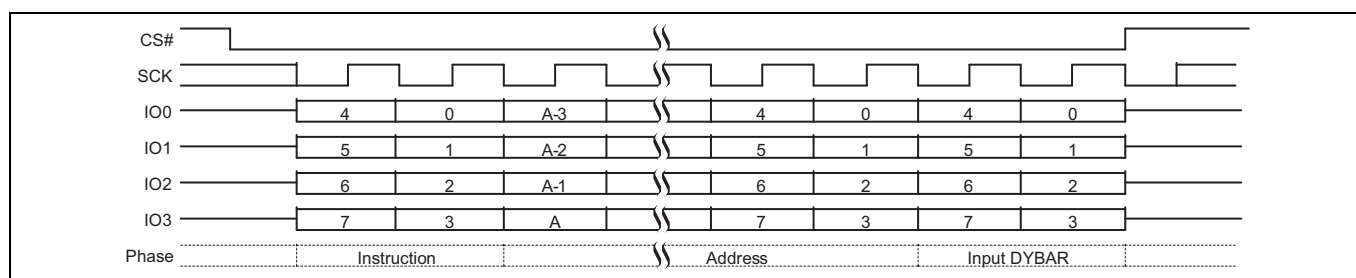 CS#
SCK
IO0 4 0 A-3 4 0 4 0
IO1 5 1 A-2 5 1 5 1
IO2 6 2 A-1 6 2 6 2
IO3 7 3 A 7 3 7 3
Phase Instruction Address Input DYBAR